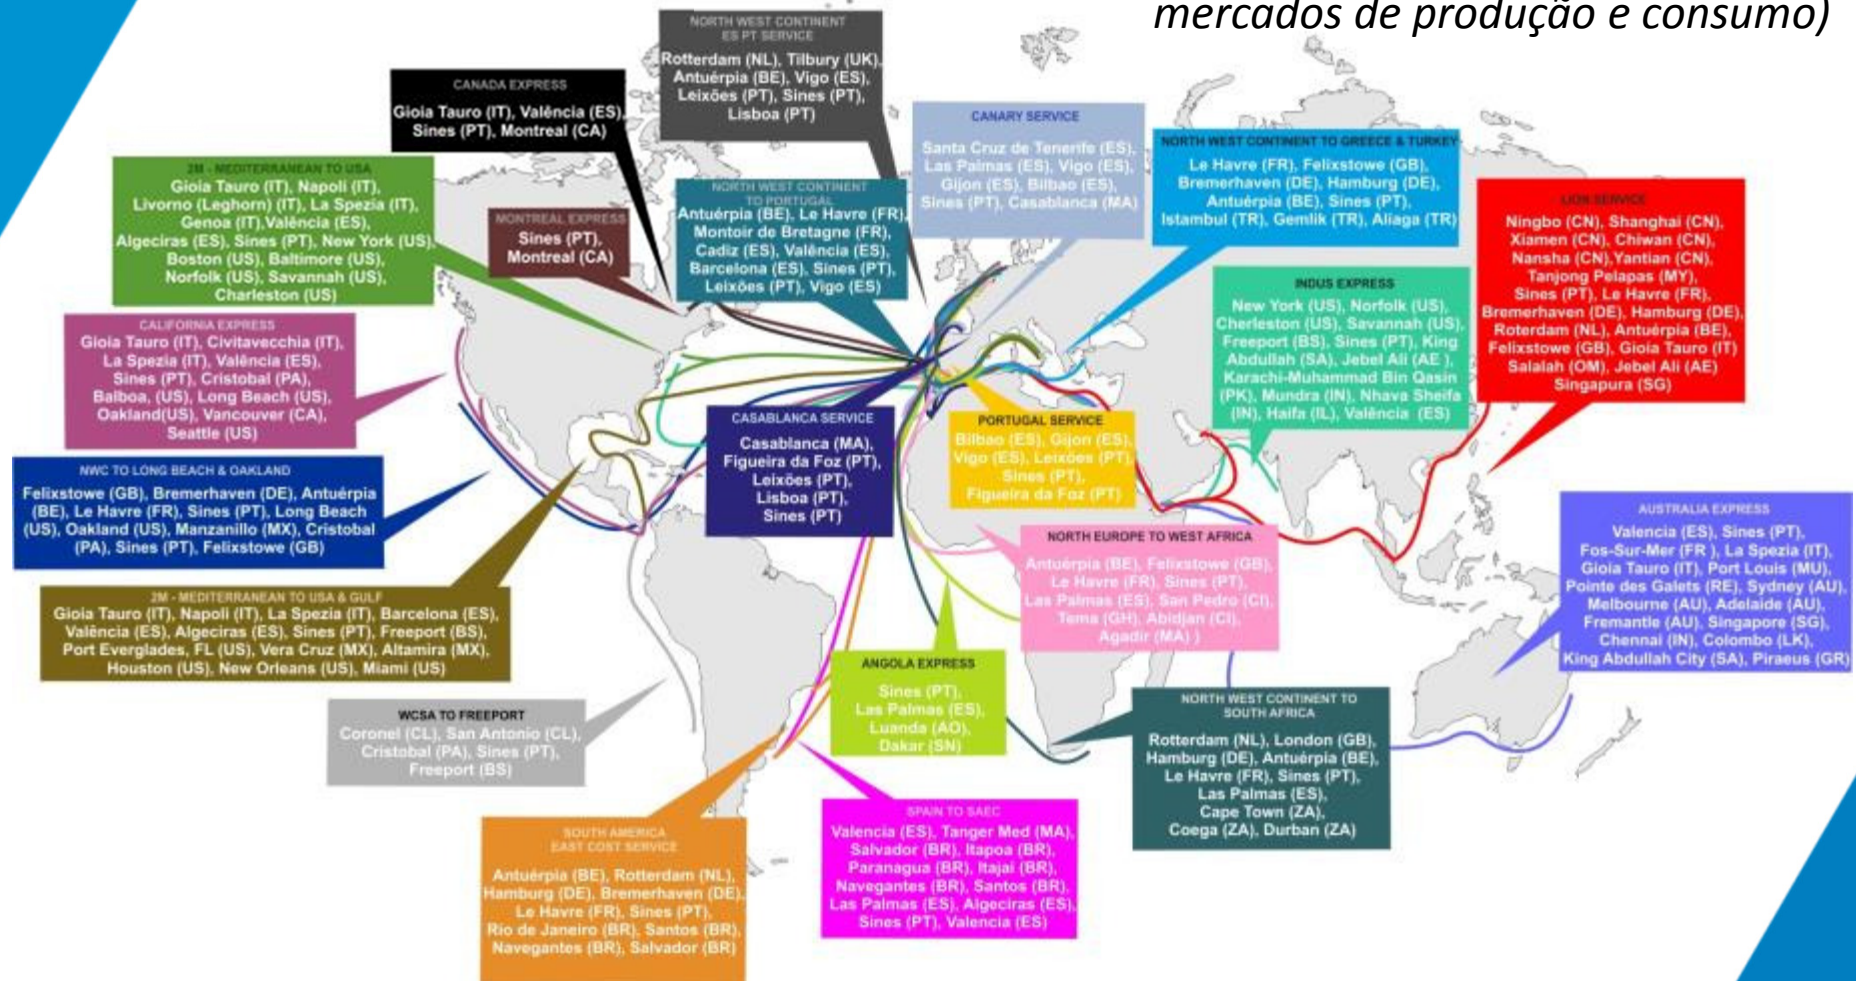 mercados de produção e consumo)
NORTH WEST CONTINENT
ES PT SERVICE
Rotterdam (NL), Tilbury (UK),
Antuérpia (BE), Vigo (ES),
Leixões (PT), Sines (PT),
Lisboa (PT)
CANADA EXPRESS
Gioia Tauro (IT), Valência (ES),
Sines (PT), Montreal (CA)
CANARY SERVICE
Santa Cruz de Tenerife (ES),
Las Palmas (ES), Vigo (ES),
Gijon (ES), Bilbao (ES),
Sines (PT), Casablanca (MA)
NORTH WEST CONTINENT TO GREECE & TURKEY
Le Havre (FR), Felixstowe (GB),
Bremerhaven (DE), Hamburg (DE),
Antuérpia (BE), Sines (PT),
Istambul (TR), Gemlik (TR), Aliaga (TR)
2M - MEDITERRANEAN TO USA
Gioia Tauro (IT), Napoli (IT),
Livorno (Leghorn) (IT), La Spezia (IT),
Genoa (IT),Valência (ES),
Algeciras (ES), Sines (PT), New York (US),
Boston (US), Baltimore (US),
Norfolk (US), Savannah (US),
Charleston (US)
MONTREAL EXPRESS
Sines (PT),
Montreal (CA)
NORTH WEST CONTINENT
TO PORTUGAL
Antuérpia (BE), Le Havre (FR),
Montoir de Bretagne (FR),
Cadiz (ES), Valência (ES),
Barcelona (ES), Sines (PT),
Leixões (PT), Vigo (ES)
LION SERVICE
Ningbo (CN), Shanghai (CN),
Xiamen (CN), Chiwan (CN),
Nansha (CN),Yantian (CN),
Tanjong Pelapas (MY),
Sines (PT), Le Havre (FR),
Bremerhaven (DE), Hamburg (DE),
Roterdam (NL), Antuérpia (BE),
Felixstowe (GB), Gioia Tauro (IT)
Salalah (OM), Jebel Ali (AE)
Singapura (SG)
INDUS EXPRESS
New York (US), Norfolk (US),
Cherleston (US), Savannah (US),
Freeport (BS), Sines (PT), King
Abdullah (SA), Jebel Ali (AE ),
Karachi-Muhammad Bin Qasin
(PK), Mundra (IN), Nhava Sheifa
(IN), Haifa (IL), Valência (ES)
CALIFORNIA EXPRESS
Gioia Tauro (IT), Civitavecchia (IT),
La Spezia (IT), Valência (ES),
Sines (PT), Cristobal (PA),
Balboa, (US), Long Beach (US),
Oakland(US), Vancouver (CA),
Seattle (US)
CASABLANCA SERVICE
Casablanca (MA),
Figueira da Foz (PT),
Leixões (PT),
Lisboa (PT),
Sines (PT)
PORTUGAL SERVICE
Bilbao (ES), Gijon (ES),
Vigo (ES), Leixões (PT),
Sines (PT),
Figueira da Foz (PT)
NWC TO LONG BEACH & OAKLAND
Felixstowe (GB), Bremerhaven (DE), Antuérpia
(BE), Le Havre (FR), Sines (PT), Long Beach
(US), Oakland (US), Manzanillo (MX), Cristobal
(PA), Sines (PT), Felixstowe (GB)
AUSTRALIA EXPRESS
Valencia (ES), Sines (PT),
Fos-Sur-Mer (FR ), La Spezia (IT),
Gioia Tauro (IT), Port Louis (MU),
Pointe des Galets (RE), Sydney (AU),
Melbourne (AU), Adelaide (AU),
Fremantle (AU), Singapore (SG),
Chennai (IN), Colombo (LK),
King Abdullah City (SA), Piraeus (GR)
NORTH EUROPE TO WEST AFRICA
Antuérpia (BE), Felixstowe (GB),
Le Havre (FR), Sines (PT),
Las Palmas (ES), San Pedro (CI),
Tema (GH), Abidjan (CI),
Agadir (MA) )
2M - MEDITERRANEAN TO USA & GULF
Gioia Tauro (IT), Napoli (IT), La Spezia (IT), Barcelona (ES),
Valência (ES), Algeciras (ES), Sines (PT), Freeport (BS),
Port Everglades, FL (US), Vera Cruz (MX), Altamira (MX),
Houston (US), New Orleans (US), Miami (US)
ANGOLA EXPRESS
Sines (PT),
Las Palmas (ES),
Luanda (AO),
Dakar (SN)
WCSA TO FREEPORT
Coronel (CL), San Antonio (CL),
Cristobal (PA), Sines (PT),
Freeport (BS)
NORTH WEST CONTINENT TO
SOUTH AFRICA
Rotterdam (NL), London (GB),
Hamburg (DE), Antuérpia (BE),
Le Havre (FR), Sines (PT),
Las Palmas (ES),
Cape Town (ZA),
Coega (ZA), Durban (ZA)
SOUTH AMERICA
EAST COST SERVICE
Antuérpia (BE), Rotterdam (NL),
Hamburg (DE), Bremerhaven (DE),
Le Havre (FR), Sines (PT),
Rio de Janeiro (BR), Santos (BR),
Navegantes (BR), Salvador (BR)
SPAIN TO SAEC
Valencia (ES), Tanger Med (MA),
Salvador (BR), Itapoa (BR),
Paranagua (BR), Itajai (BR),
Navegantes (BR), Santos (BR),
Las Palmas (ES), Algeciras (ES),
Sines (PT), Valencia (ES)